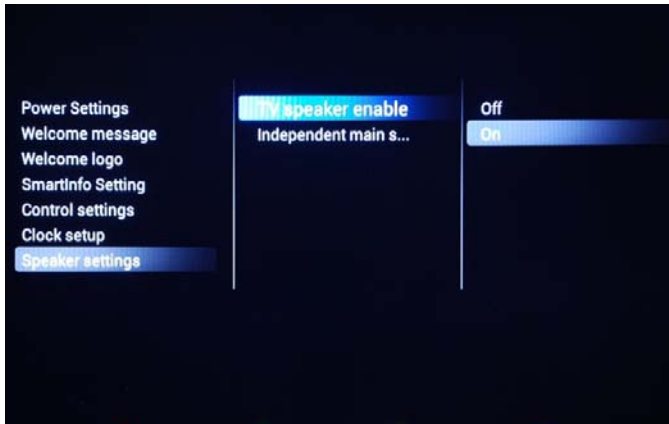 Power Settings
Welcome message
Welcome logo
SmartInfo Setting
Control settings
Clock setup
Speaker settings
TV speaker enable
Independent main s...
Off
On